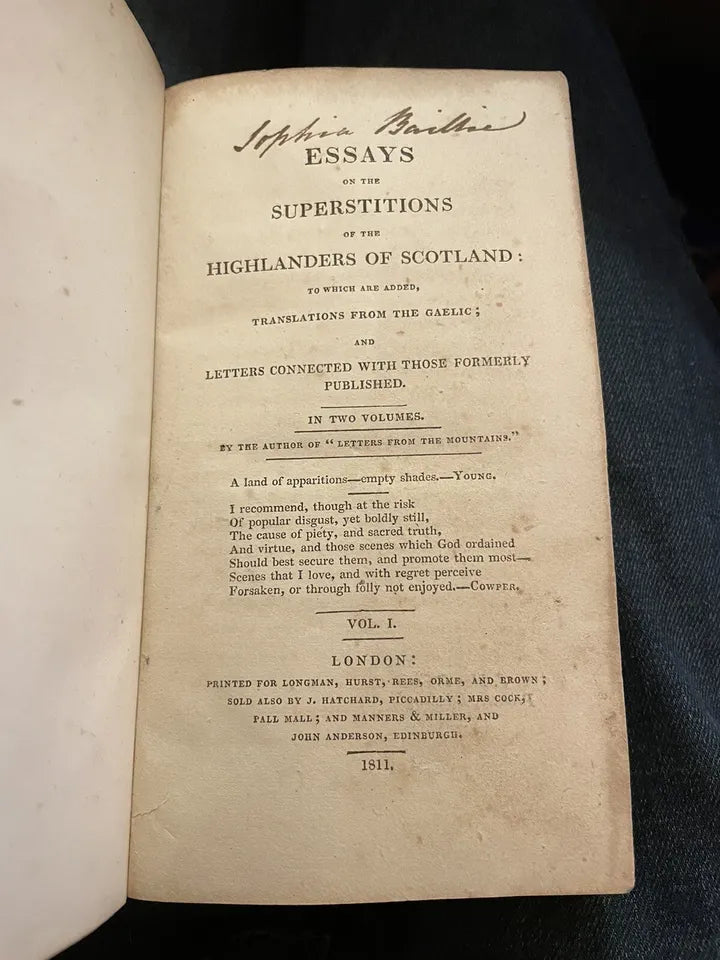 Sophia Baillie
ESSAYS
ON THE
SUPERSTITIONS
OF THE
HIGHLANDERS OF SCOTLAND:
TO WHICH ARE ADDED,
TRANSLATIONS FROM THE GAELIC;
AND
LETTERS CONNECTED WITH THOSE FORMERLY
PUBLISHED.
IN TWO VOLUMES.
BY THE AUTHOR OF "LETTERS FROM THE MOUNTAINS."
A land of apparitions—empty shades.—YOUNG.
I recommend, though at the risk
Of popular disgust, yet boldly still,
The cause of piety, and sacred truth,
And virtue, and those scenes which God ordained
Should best secure them, and promote them most—
Scenes that I love, and with regret perceive
Forsaken, or through folly not enjoyed.—COWPER.
VOL. I.
LONDON:
PRINTED FOR LONGMAN, HURST, REES, ORME, AND BROWN;
SOLD ALSO BY J. HATCHARD, PICCADILLY; MRS COCK,
PALL MALL; AND MANNERS & MILLER, AND
JOHN ANDERSON, EDINBURGH.
1811.